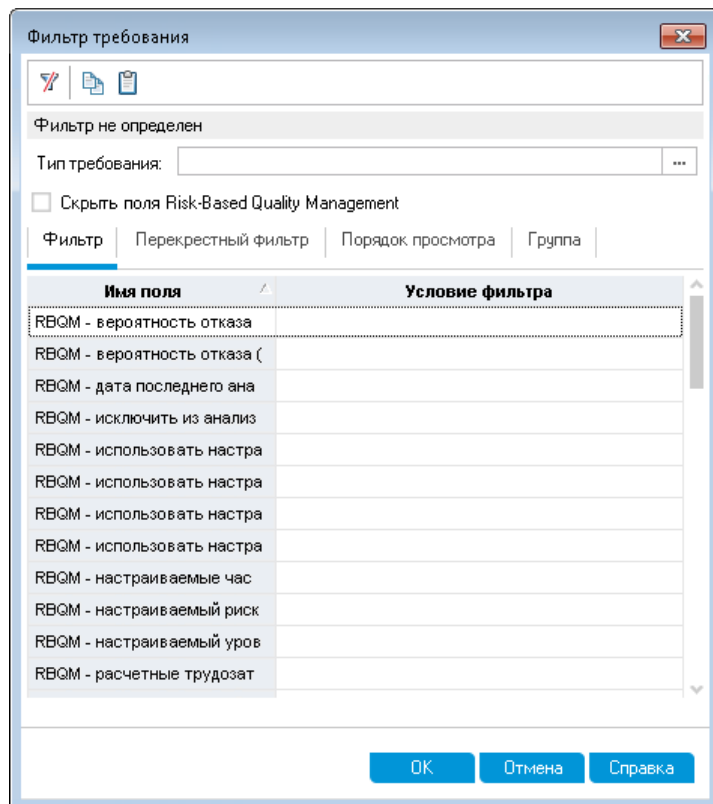 Фильтр требования
Фильтр не определен
Тип требования: ...
Скрыть поля Risk-Based Quality Management
Фильтр Перекрестный фильтр Порядок просмотра Группа
Имя поля Условие фильтра
RBQM - вероятность отказа
RBQM - вероятность отказа (
RBQM - дата последнего ана
RBQM - исключить из анализ
RBQM - использовать настра
RBQM - использовать настра
RBQM - использовать настра
RBQM - использовать настра
RBQM - настраиваемые час
RBQM - настраиваемый риск
RBQM - настраиваемый уров
RBQM - расчетные трудозат
OK Отмена Справка